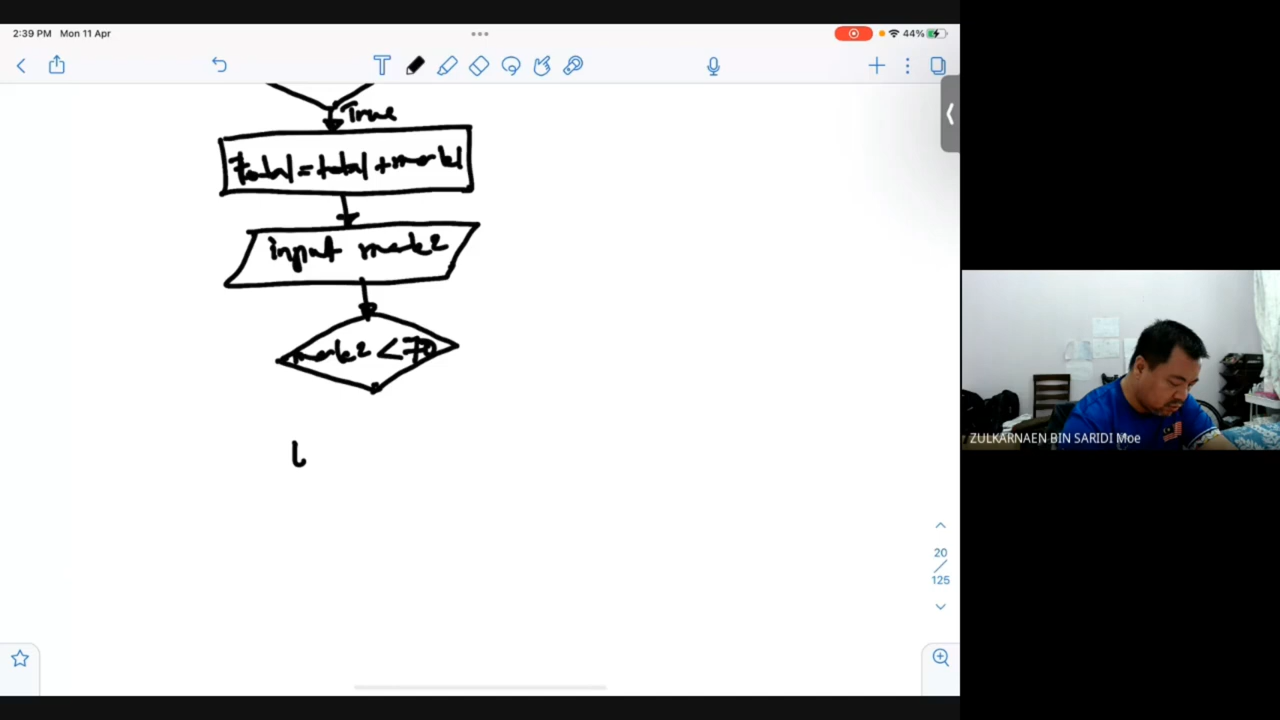 2:39 PM Mon 11 Apr
44%
True
total = total + mark1
input mark2
mark2 < 70
20
/
125
ZULKARNAEN BIN SARIDI Moe